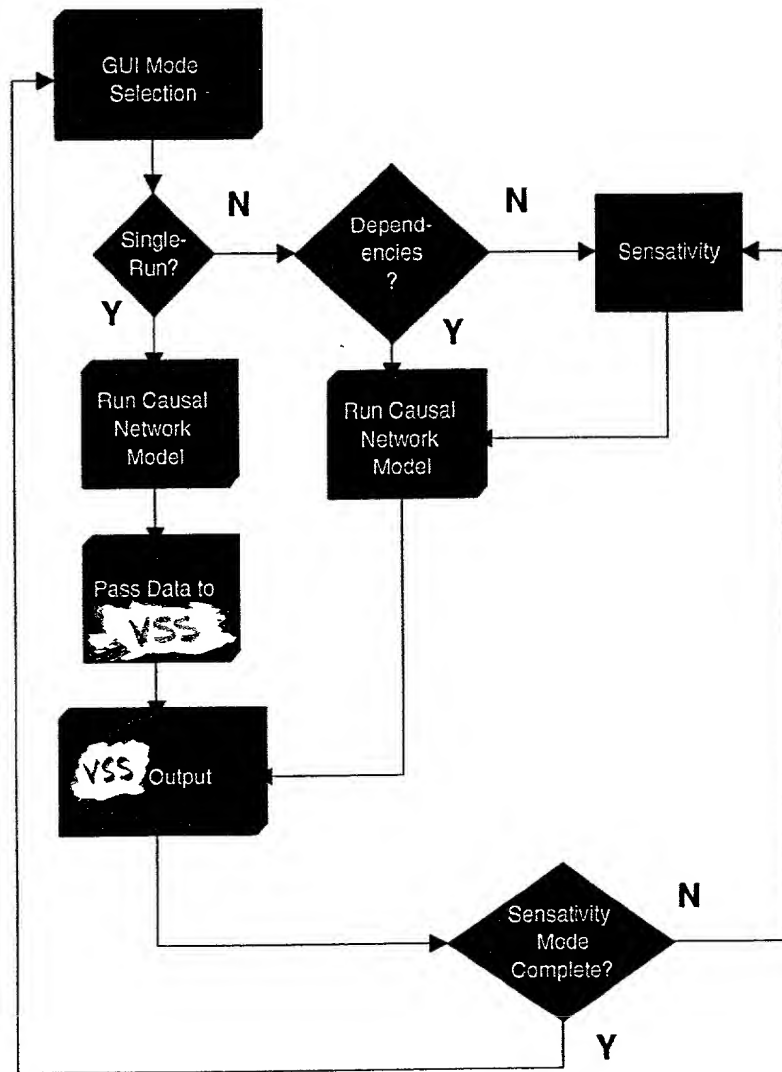 GUI Mode
Selection
Single-
Run?
N
Y
Depend-
encies
?
N
Y
Sensativity
Run Causal
Network
Model
Run Causal
Network
Model
Pass Data to
VSS
VSS Output
Sensativity
Mode
Complete?
N
Y